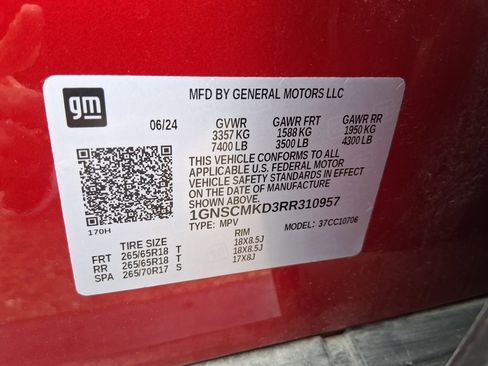 gm
MFD BY GENERAL MOTORS LLC
06/24 GVWR GAWR FRT GAWR RR
3357 KG 1588 KG 1950 KG
7400 LB 3500 LB 4300 LB
THIS VEHICLE CONFORMS TO ALL
APPLICABLE U.S. FEDERAL MOTOR
VEHICLE SAFETY STANDARDS IN EFFECT
ON THE DATE OF MANUFACTURE SHOWN ABOVE.
1GNSCMKD3RR310957
170H TYPE: MPV MODEL: 37CC10706
TIRE SIZE RIM
FRT 265/65R18 T 18X8.5J
RR 265/65R18 T 18X8.5J
SPA 265/70R17 S 17X8J